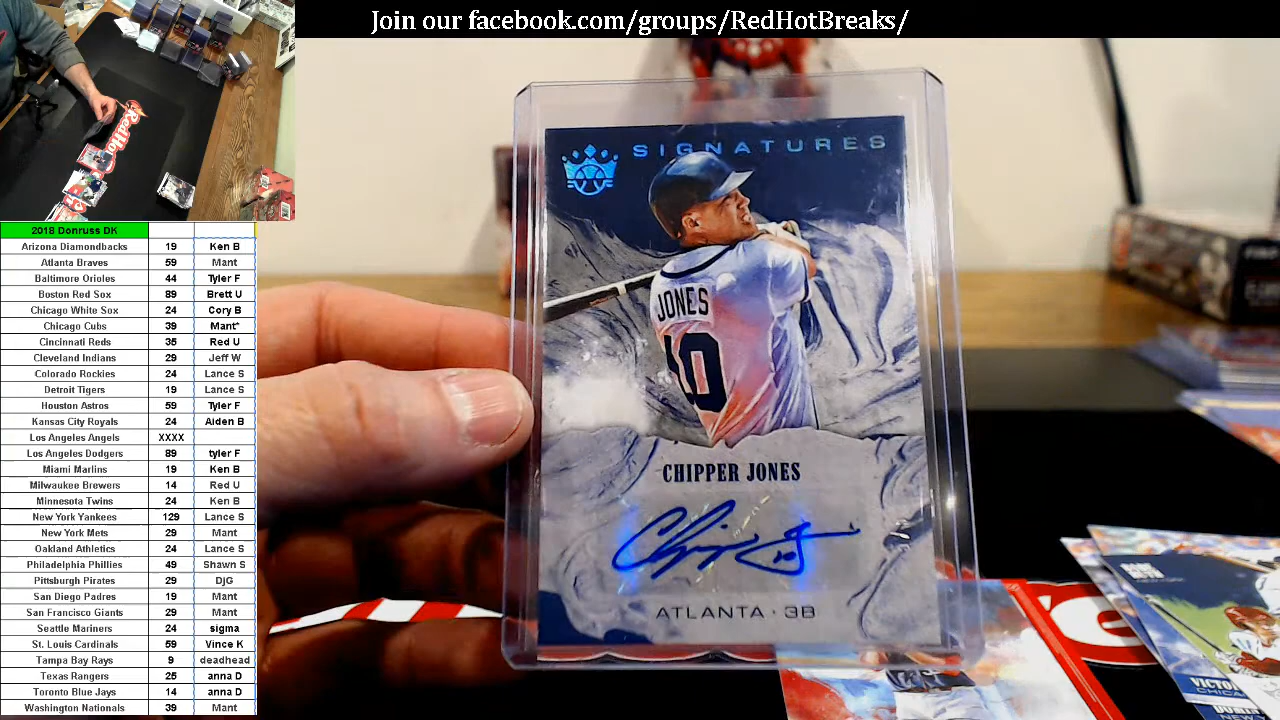 Join our facebook.com/groups/RedHotBreaks/
RedHo
2018 Donruss DK
Arizona Diamondbacks 19 Ken B
Atlanta Braves 59 Mant
Baltimore Orioles 44 Tyler F
Boston Red Sox 89 Brett U
Chicago White Sox 24 Cory B
Chicago Cubs 39 Mant*
Cincinnati Reds 35 Red U
Cleveland Indians 29 Jeff W
Colorado Rockies 24 Lance S
Detroit Tigers 19 Lance S
Houston Astros 59 Tyler F
Kansas City Royals 24 Aiden B
Los Angeles Angels XXXX
Los Angeles Dodgers 89 tyler F
Miami Marlins 19 Ken B
Milwaukee Brewers 14 Red U
Minnesota Twins 24 Ken B
New York Yankees 129 Lance S
New York Mets 29 Mant
Oakland Athletics 24 Lance S
Philadelphia Phillies 49 Shawn S
Pittsburgh Pirates 29 DjG
San Diego Padres 19 Mant
San Francisco Giants 29 Mant
Seattle Mariners 24 sigma
St. Louis Cardinals 59 Vince K
Tampa Bay Rays 9 deadhead
Texas Rangers 25 anna D
Toronto Blue Jays 14 anna D
Washington Nationals 39 Mant
SIGNATURES
JONES
10
CHIPPER JONES
ATLANTA · 3B
VICTO
CHICA